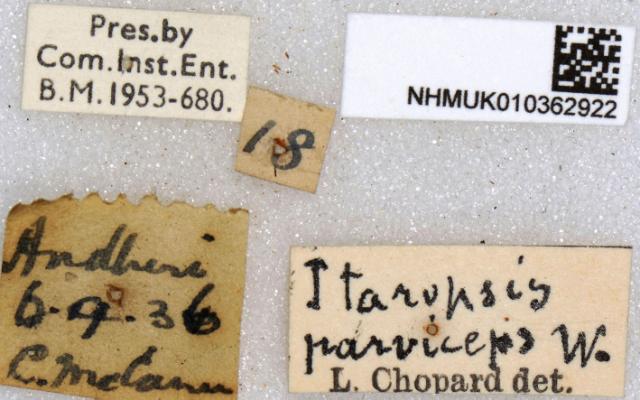 Pres.by
Com.Inst.Ent.
B.M.1953-680.
NHMUK010362922
18
Andheri
6.9.36
Itaropsis
parviceps W.
L. Chopard det.